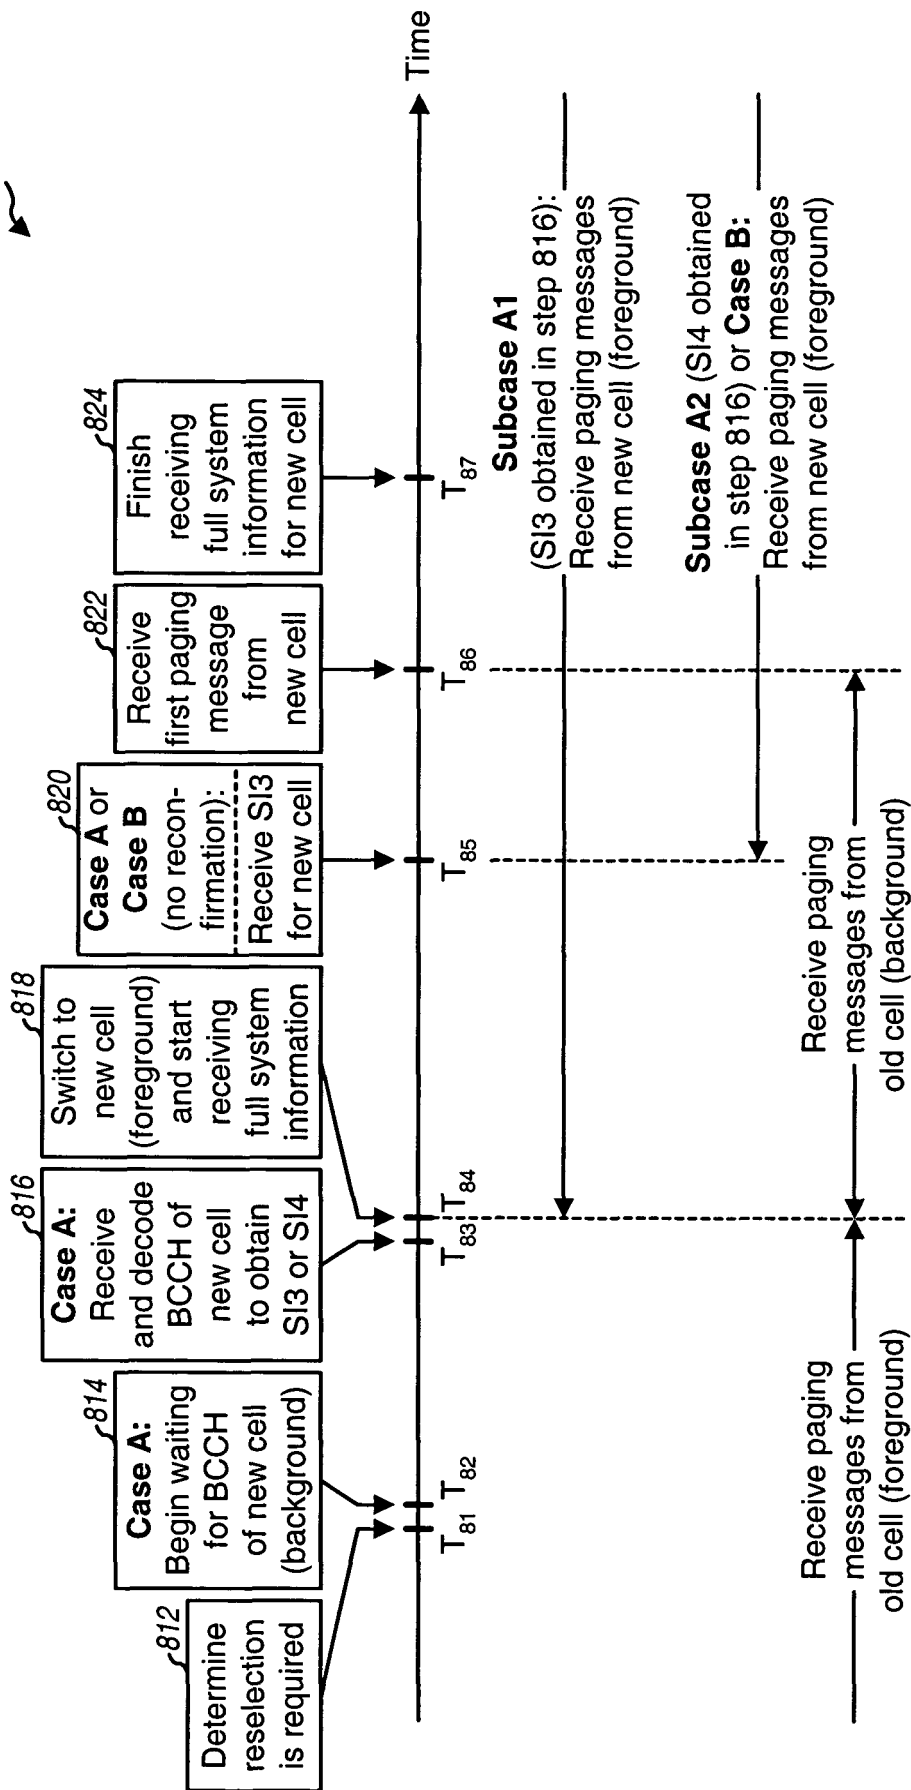 812
Determine
reselection
is required
814
Case A:
Begin waiting
for BCCH
of new cell
(background)
816
Case A:
Receive
and decode
BCCH of
new cell
to obtain
SI3 or SI4
818
Switch to
new cell
(foreground)
and start
receiving
full system
information
820
Case A or
Case B
(no recon-
firmation):
Receive SI3
for new cell
822
Receive
first paging
message
from
new cell
824
Finish
receiving
full system
information
for new cell
Time
T81
T82
T83
T84
T85
T86
T87
Subcase A1
(SI3 obtained in step 816):
Receive paging messages
from new cell (foreground)
Subcase A2 (SI4 obtained
in step 816) or Case B:
Receive paging messages
from new cell (foreground)
Receive paging
messages from
old cell (foreground)
Receive paging
messages from
old cell (background)